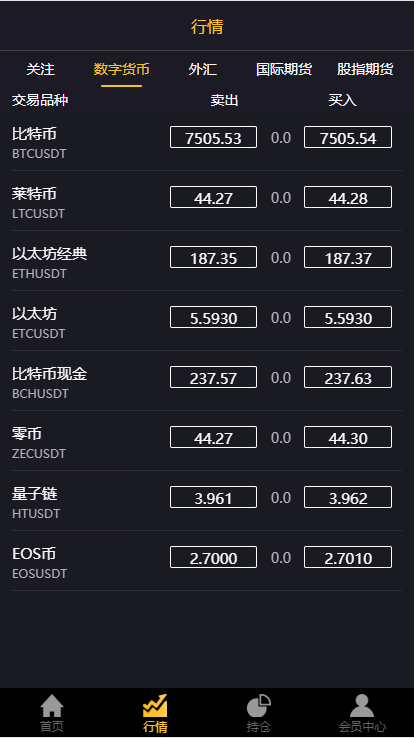 行情
关注 数字货币 外汇 国际期货 股指期货
交易品种 卖出 买入
比特币 7505.53 0.0 7505.54
BTCUSDT
莱特币 44.27 0.0 44.28
LTCUSDT
以太坊经典 187.35 0.0 187.37
ETHUSDT
以太坊 5.5930 0.0 5.5930
ETCUSDT
比特币现金 237.57 0.0 237.63
BCHUSDT
零币 44.27 0.0 44.30
ZECUSDT
量子链 3.961 0.0 3.962
HTUSDT
EOS币 2.7000 0.0 2.7010
EOSUSDT
首页 行情 持仓 会员中心